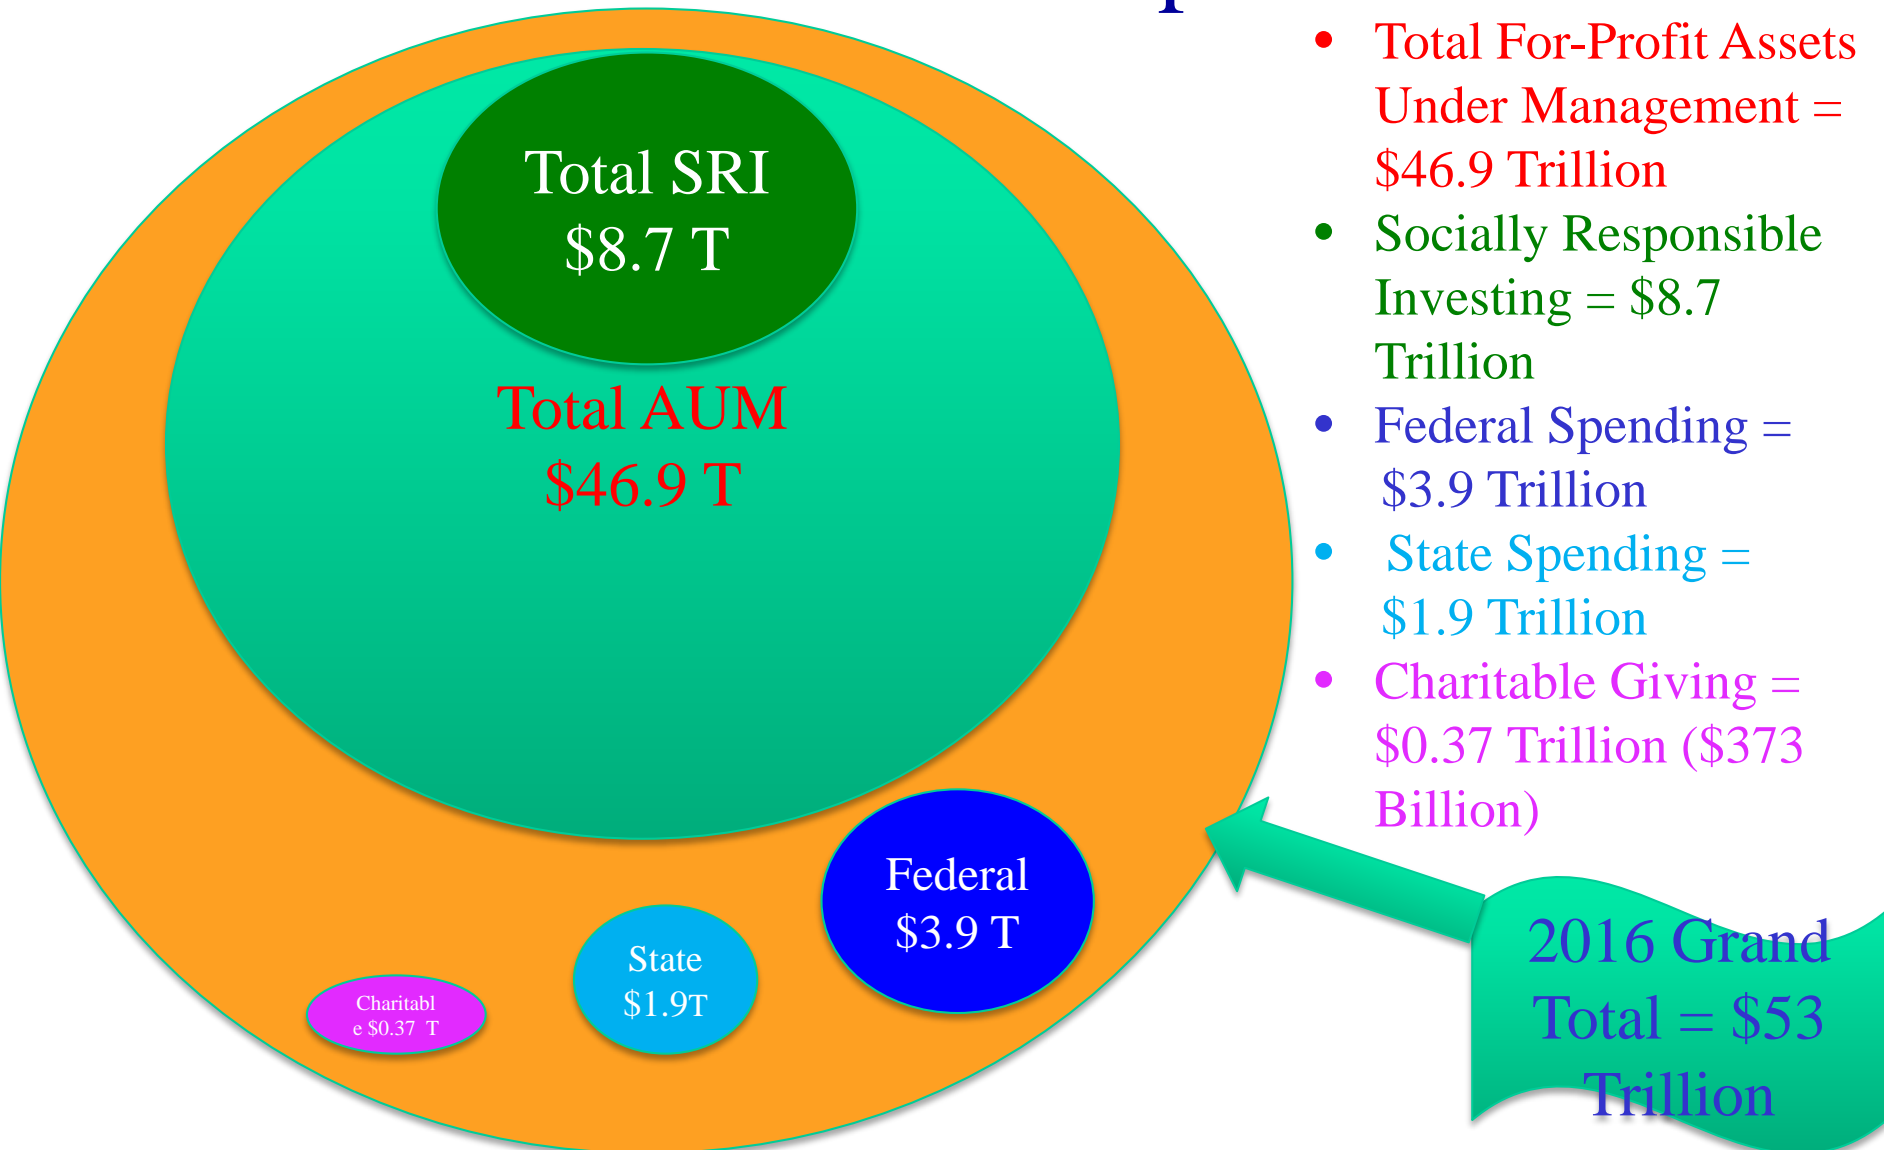 Total SRI
$8.7 T
Total AUM
$46.9 T
Federal
$3.9 T
State
$1.9T
Charitabl
e $0.37 T
• Total For-Profit Assets
Under Management =
$46.9 Trillion
• Socially Responsible
Investing = $8.7
Trillion
• Federal Spending =
$3.9 Trillion
• State Spending =
$1.9 Trillion
• Charitable Giving =
$0.37 Trillion ($373
Billion)
2016 Grand
Total = $53
Trillion